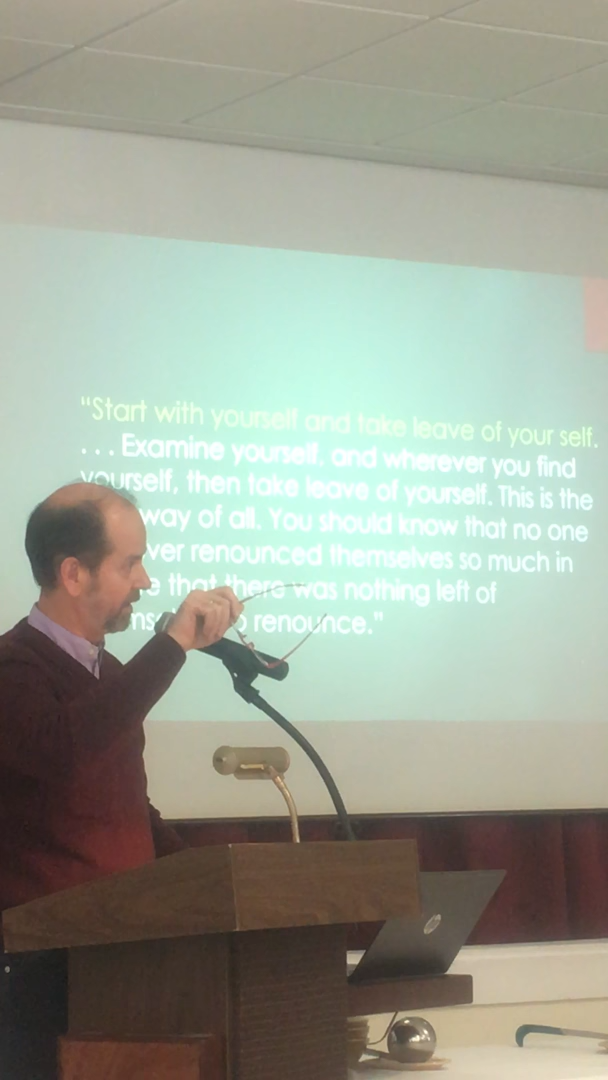 "Start with yourself and take leave of your self.
. . . Examine yourself, and wherever you find
yourself, then take leave of yourself. This is the
way of all. You should know that no one
ver renounced themselves so much in
e that there was nothing left of
o renounce."
hp